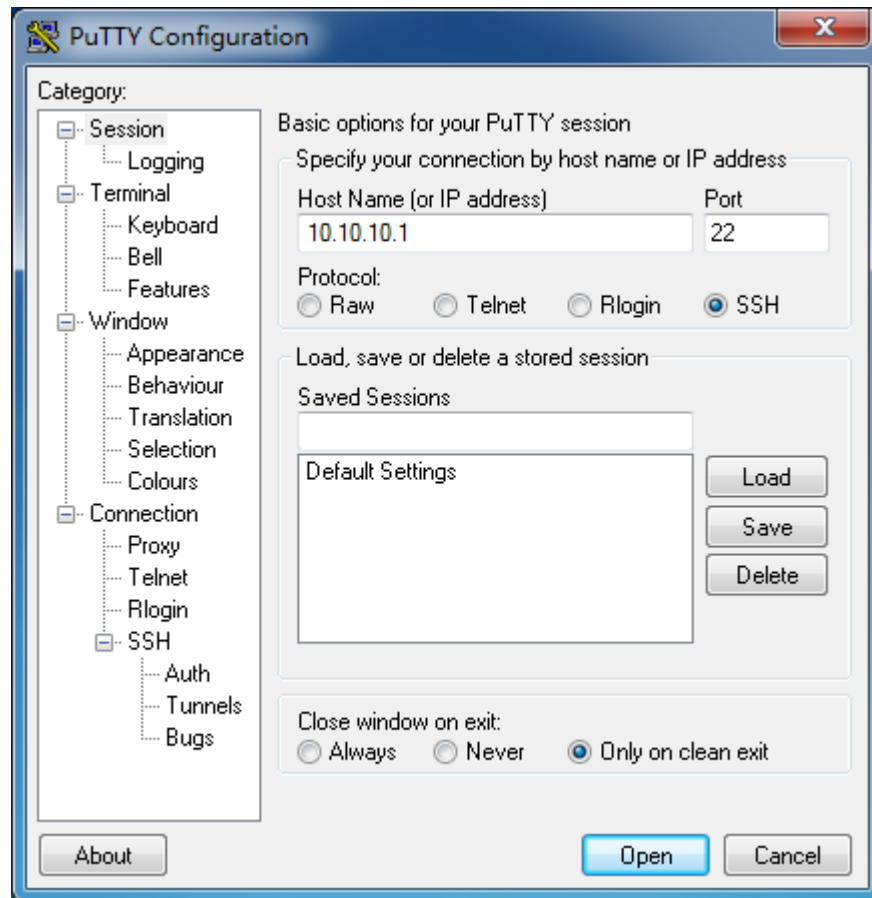 PuTTY Configuration
Category:
Session
Logging
Terminal
Keyboard
Bell
Features
Window
Appearance
Behaviour
Translation
Selection
Colours
Connection
Proxy
Telnet
Rlogin
SSH
Auth
Tunnels
Bugs
Basic options for your PuTTY session
Specify your connection by host name or IP address
Host Name (or IP address) Port
10.10.10.1 22
Protocol:
Raw Telnet Rlogin SSH
Load, save or delete a stored session
Saved Sessions
Default Settings
Load
Save
Delete
Close window on exit:
Always Never Only on clean exit
About Open Cancel